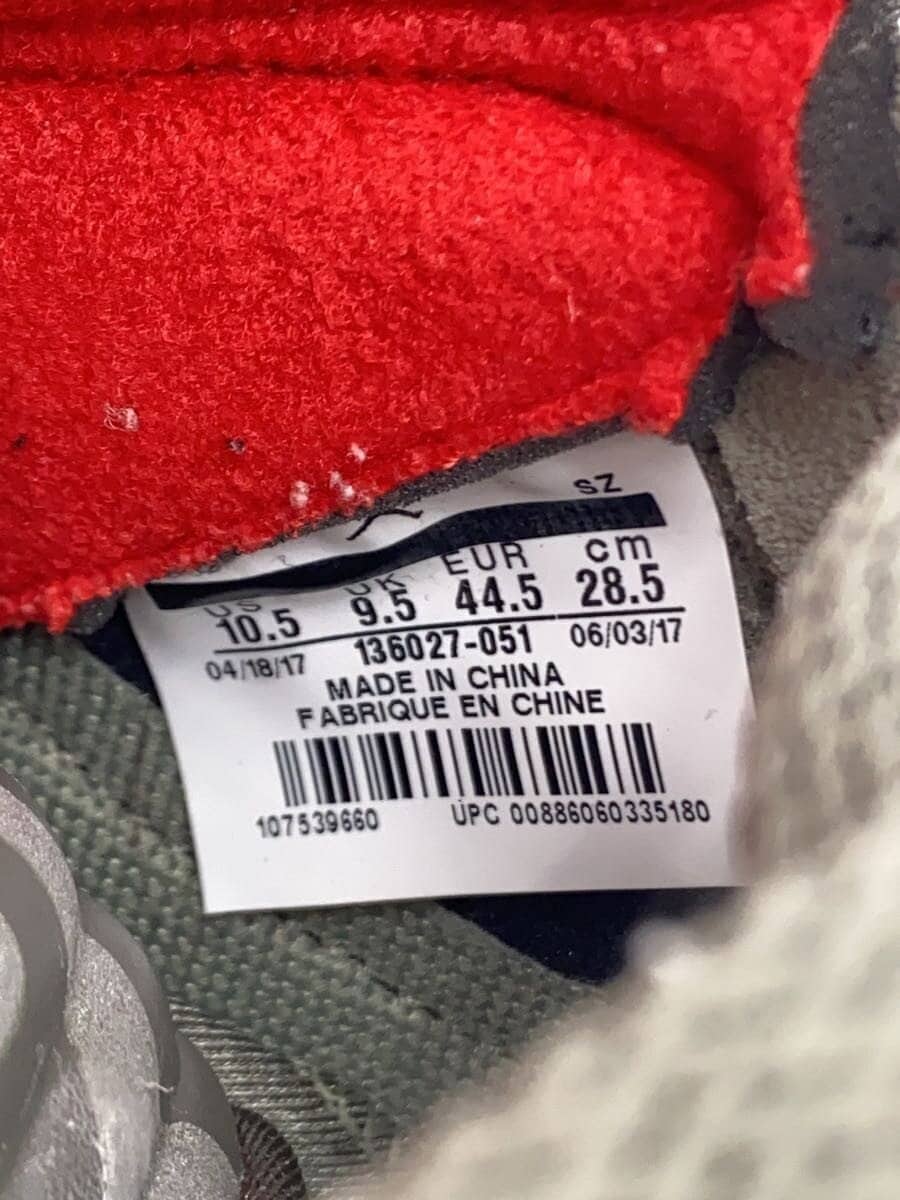 SZ
US UK EUR cm
10.5 9.5 44.5 28.5
04/18/17 136027-051 06/03/17
MADE IN CHINA
FABRIQUE EN CHINE
107539660 UPC 00886060335180